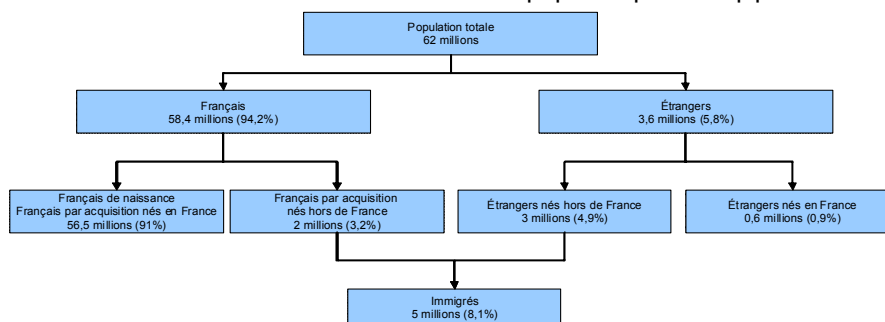 Population totale
62 millions
Français
58,4 millions (94,2%)
Étrangers
3,6 millions (5,8%)
Français de naissance
Français par acquisition nés en France
56,5 millions (91%)
Français par acquisition
nés hors de France
2 millions (3,2%)
Étrangers nés hors de France
3 millions (4,9%)
Étrangers nés en France
0,6 millions (0,9%)
Immigrés
5 millions (8,1%)